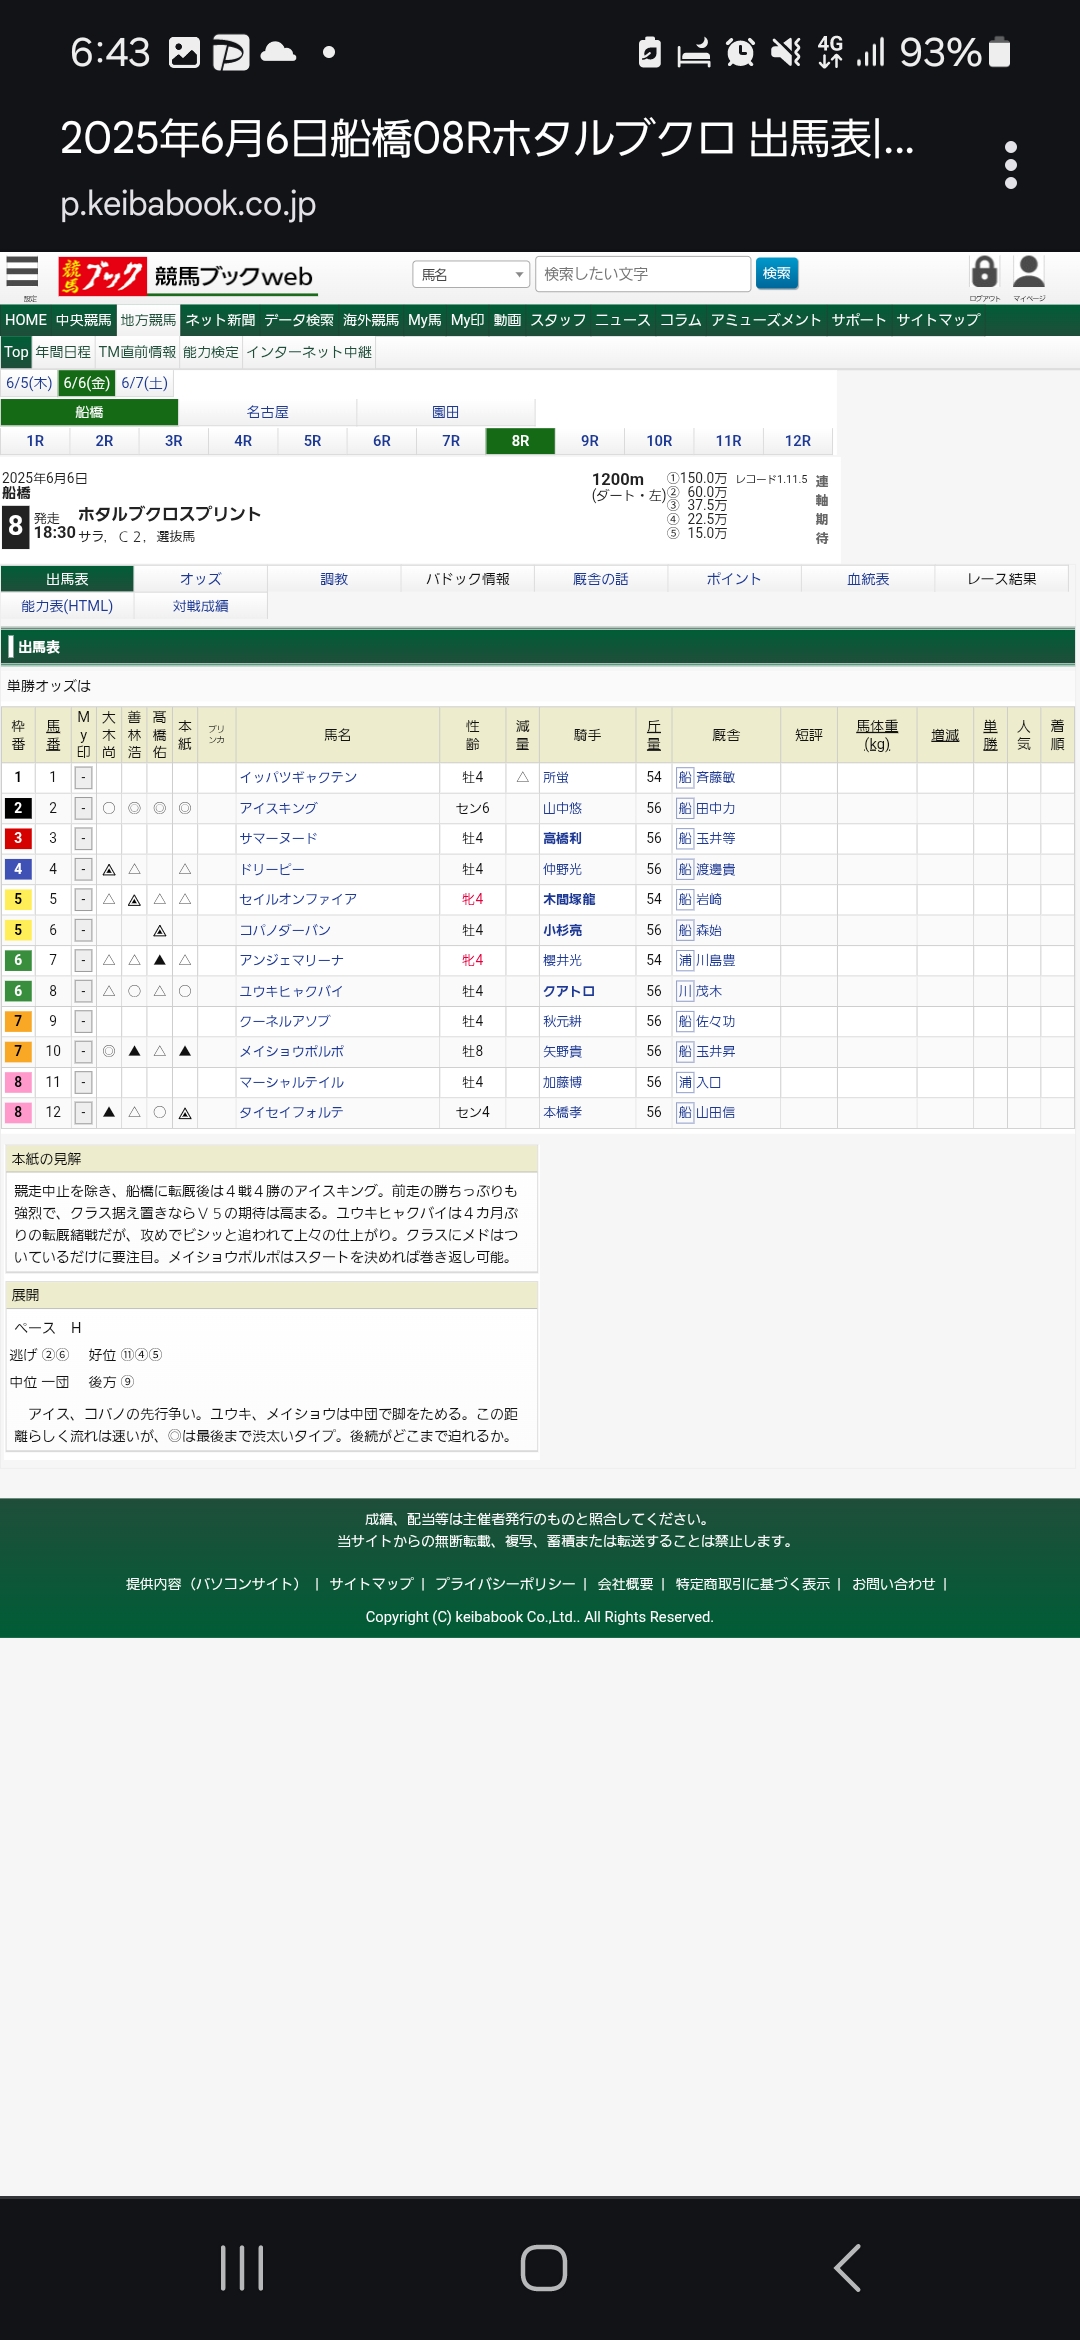 6:43
4G
93%
2025年6月6日船橋08Rホタルブクロ 出馬表|...
p.keibabook.co.jp
設定
競馬ブック 競馬ブックweb
馬名
検索したい文字
検索
ログアウト
マイページ
HOME 中央競馬 地方競馬 ネット新聞 データ検索 海外競馬 My馬 My印 動画 スタッフ ニュース コラム アミューズメント サポート サイトマップ
Top 年間日程 TM直前情報 能力検定 インターネット中継
6/5(木) 6/6(金) 6/7(土)
船橋 名古屋 園田
1R 2R 3R 4R 5R 6R 7R 8R 9R 10R 11R 12R
2025年6月6日
船橋
8 発走 18:30
ホタルブクロスプリント
サラ，Ｃ２，選抜馬
1200m
(ダート・左)
①150.0万
② 60.0万
③ 37.5万
④ 22.5万
⑤ 15.0万
レコード1.11.5
連軸期待
出馬表 オッズ 調教 パドック情報 厩舎の話 ポイント 血統表 レース結果
能力表(HTML) 対戦成績
出馬表
単勝オッズは
枠番 馬番 My印 大木尚 善林浩 髙橋佑 本紙 ブリンカ 馬名 性齢 減量 騎手 斤量 厩舎 短評 馬体重(kg) 増減 単勝 人気 着順
1 1 - イッパツギャクテン 牡4 △ 所蛍 54 船 斉藤敏
2 2 - ○ ◎ ◎ ◎ アイスキング セン6 山中悠 56 船 田中力
3 3 - サマーヌード 牡4 高橋利 56 船 玉井等
4 4 - △ △ ドリーピー 牡4 仲野光 56 船 渡邊貴
5 5 - △ △ △ セイルオンファイア 牝4 木間塚龍 54 船 岩崎
5 6 - コパノダーバン 牡4 小杉亮 56 船 森始
6 7 - △ △ ▲ △ アンジェマリーナ 牝4 櫻井光 54 浦 川島豊
6 8 - △ ○ △ ○ ユウキヒャクバイ 牡4 クアトロ 56 川 茂木
7 9 - クーネルアソブ 牡4 秋元耕 56 船 佐々功
7 10 - ◎ ▲ △ ▲ メイショウボルボ 牡8 矢野貴 56 船 玉井昇
8 11 - マーシャルテイル 牡4 加藤博 56 浦 入口
8 12 - ▲ △ ○ タイセイフォルテ セン4 本橋孝 56 船 山田信
本紙の見解
競走中止を除き、船橋に転厩後は４戦４勝のアイスキング。前走の勝ちっぷりも
強烈で、クラス据え置きならＶ５の期待は高まる。ユウキヒャクバイは４カ月ぶ
りの転厩緒戦だが、攻めでビシッと追われて上々の仕上がり。クラスにメドはつ
いているだけに要注目。メイショウボルボはスタートを決めれば巻き返し可能。
展開
ペース　H
逃げ ②⑥ 好位 ⑪④⑤
中位 一団 後方 ⑨
アイス、コパノの先行争い。ユウキ、メイショウは中団で脚をためる。この距
離らしく流れは速いが、◎は最後まで渋太いタイプ。後続がどこまで迫れるか。
成績、配当等は主催者発行のものと照合してください。
当サイトからの無断転載、複写、蓄積または転送することは禁止します。
提供内容（パソコンサイト） | サイトマップ | プライバシーポリシー | 会社概要 | 特定商取引に基づく表示 | お問い合わせ |
Copyright (C) keibabook Co.,Ltd.. All Rights Reserved.